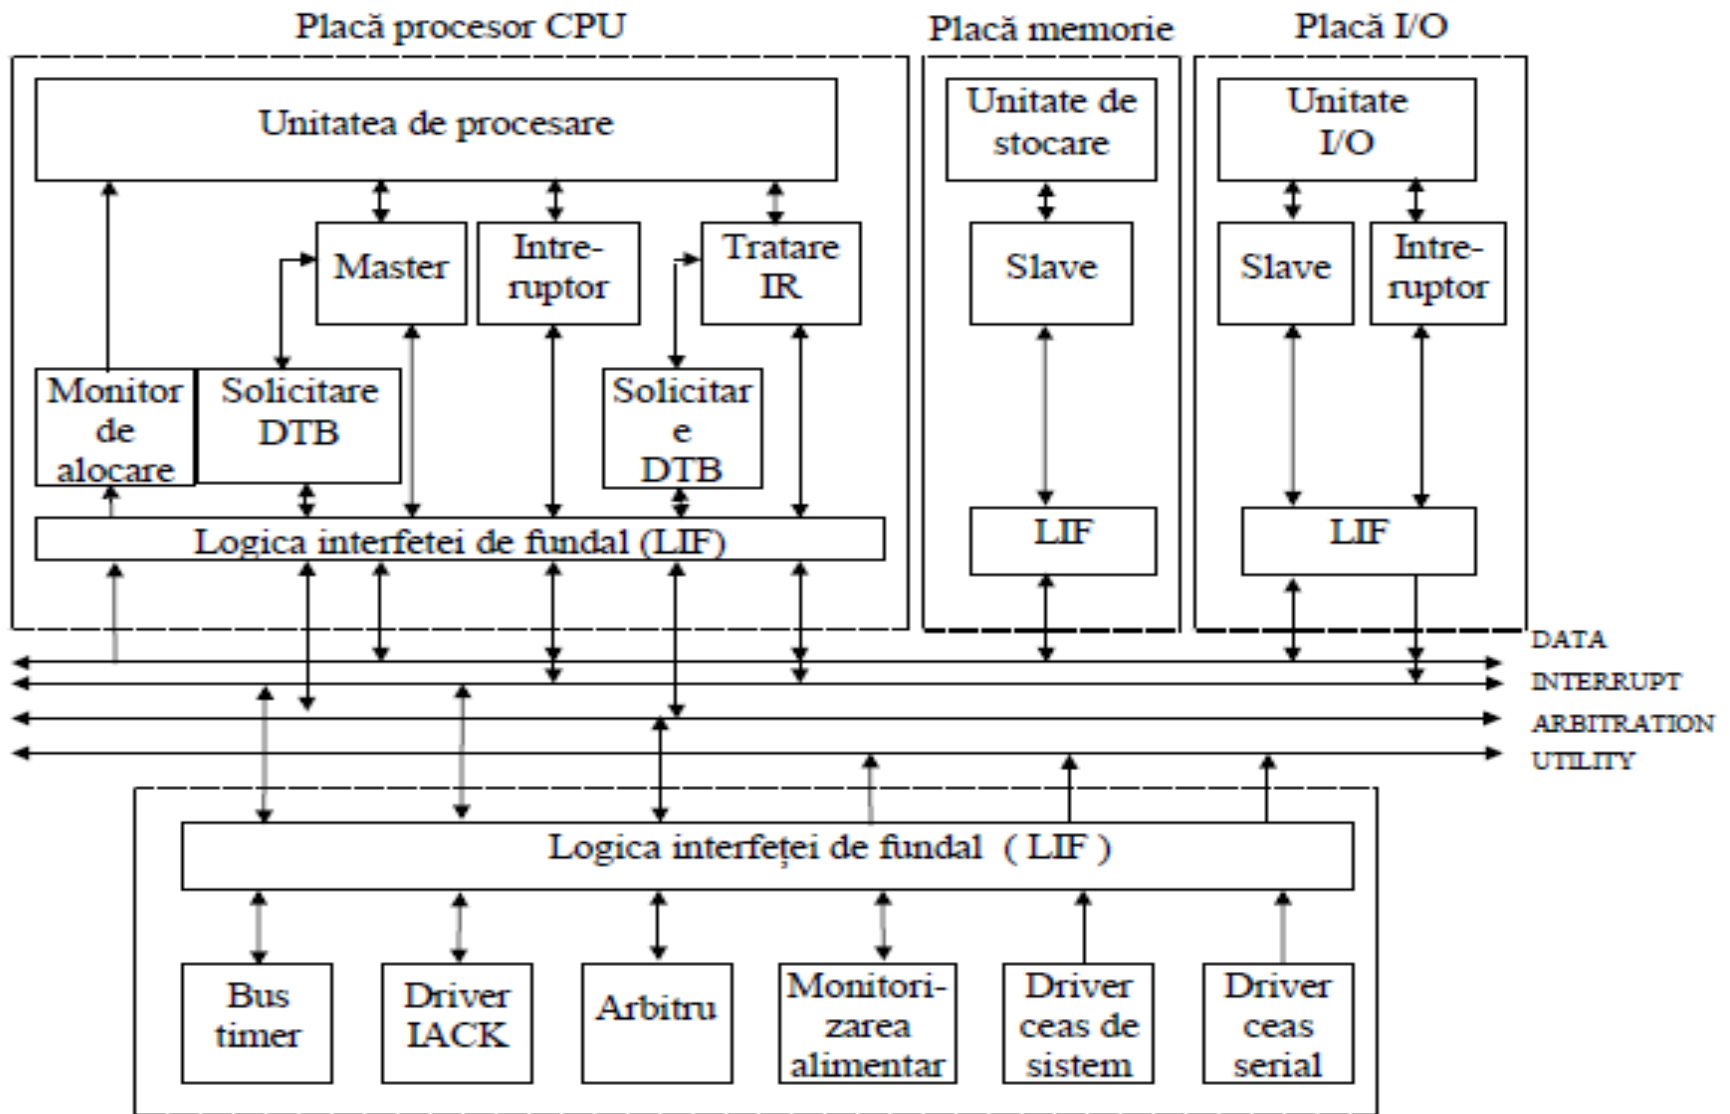 Placă procesor CPU
Placă memorie
Placă I/O
Unitatea de procesare
Unitate de
stocare
Unitate
I/O
Master
Intre-
ruptor
Tratare
IR
Slave
Slave
Intre-
ruptor
Monitor
de
alocare
Solicitare
DTB
Solicitar
e
DTB
Logica interfetei de fundal (LIF)
LIF
LIF
DATA
INTERRUPT
ARBITRATION
UTILITY
Logica interfeței de fundal ( LIF )
Bus
timer
Driver
IACK
Arbitru
Monitori-
zarea
alimentar
Driver
ceas de
sistem
Driver
ceas
serial